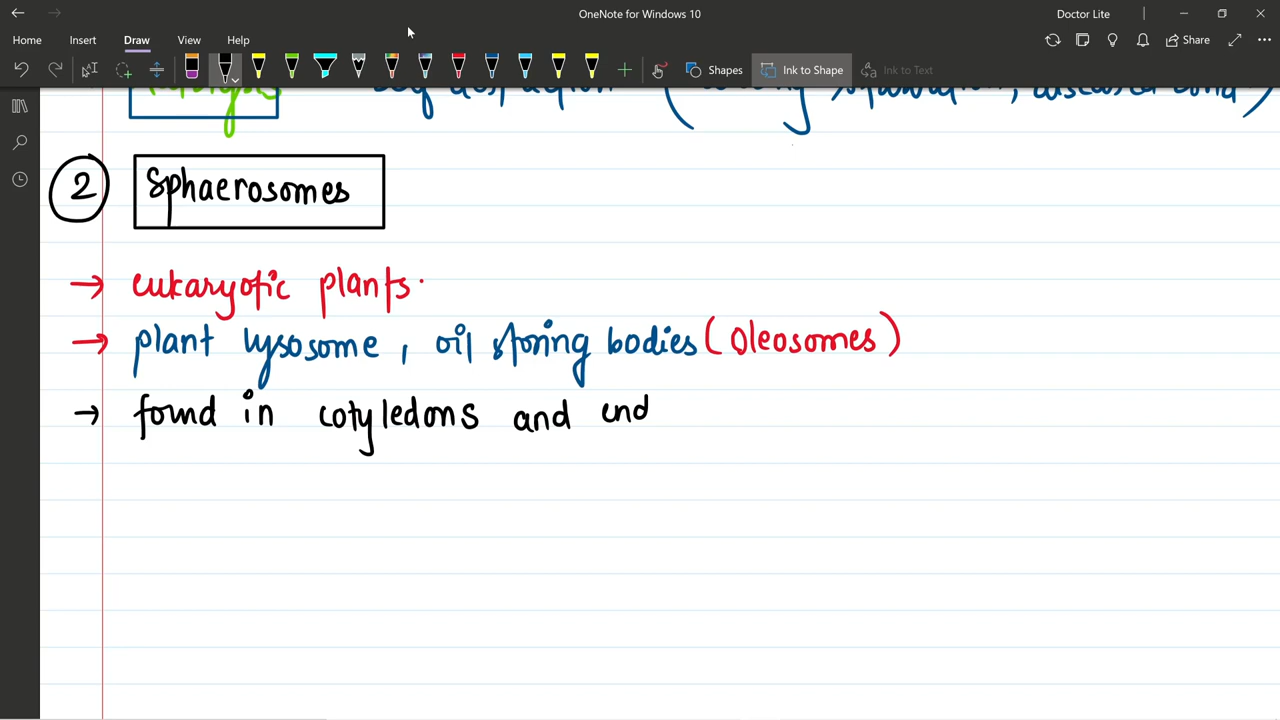 OneNote for Windows 10
Doctor Lite
Home Insert Draw View Help
Share
Shapes
Ink to Shape
Ink to Text
2 Sphaerosomes
→ eukaryotic plants.
→ plant lysosome, oil storing bodies (Oleosomes)
→ found in cotyledons and end